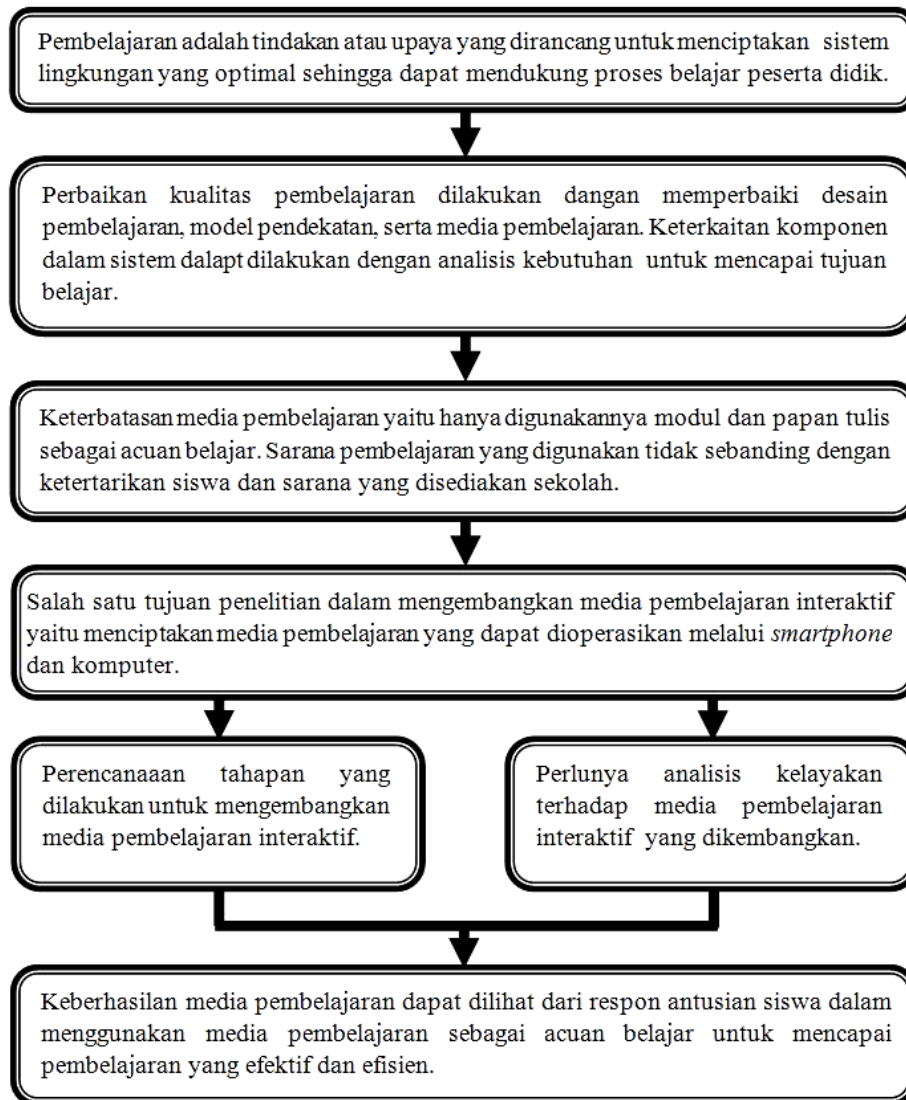 Pembelajaran adalah tindakan atau upaya yang dirancang untuk menciptakan sistem
lingkungan yang optimal sehingga dapat mendukung proses belajar peserta didik.
Perbaikan kualitas pembelajaran dilakukan dangan memperbaiki desain
pembelajaran, model pendekatan, serta media pembelajaran. Keterkaitan komponen
dalam sistem dalapt dilakukan dengan analisis kebutuhan untuk mencapai tujuan
belajar.
Keterbatasan media pembelajaran yaitu hanya digunakannya modul dan papan tulis
sebagai acuan belajar. Sarana pembelajaran yang digunakan tidak sebanding dengan
ketertarikan siswa dan sarana yang disediakan sekolah.
Salah satu tujuan penelitian dalam mengembangkan media pembelajaran interaktif
yaitu menciptakan media pembelajaran yang dapat dioperasikan melalui smartphone
dan komputer.
Perencanaaan tahapan yang
dilakukan untuk mengembangkan
media pembelajaran interaktif.
Perlunya analisis kelayakan
terhadap media pembelajaran
interaktif yang dikembangkan.
Keberhasilan media pembelajaran dapat dilihat dari respon antusian siswa dalam
menggunakan media pembelajaran sebagai acuan belajar untuk mencapai
pembelajaran yang efektif dan efisien.